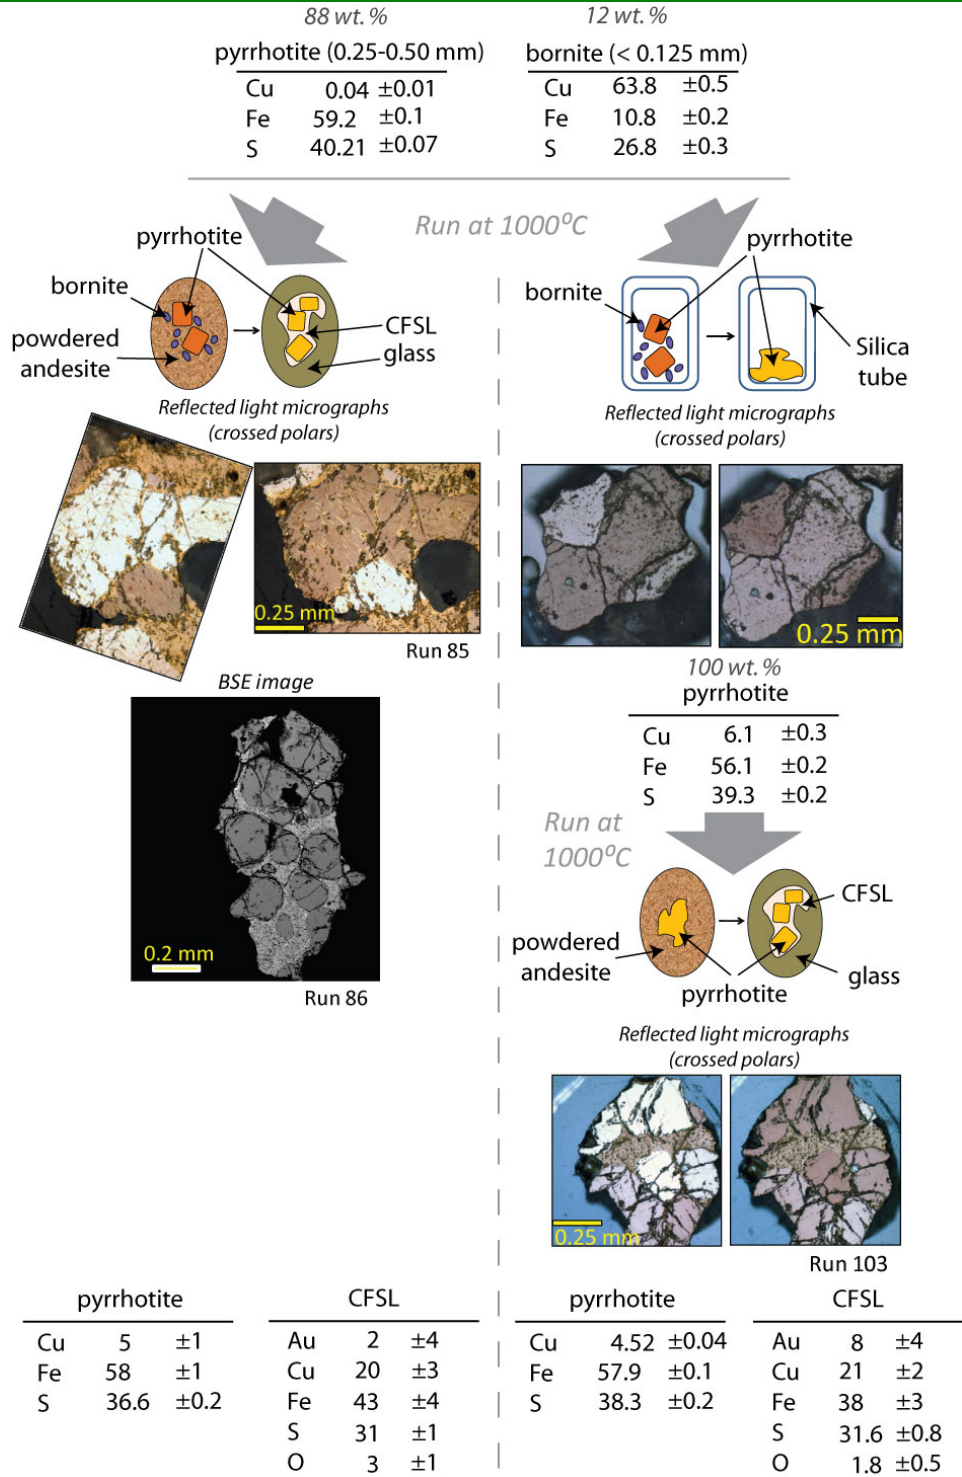 88 wt. %
12 wt. %
pyrrhotite (0.25-0.50 mm)
bornite (< 0.125 mm)
Cu 0.04 ±0.01
Fe 59.2 ±0.1
S 40.21 ±0.07
Cu 63.8 ±0.5
Fe 10.8 ±0.2
S 26.8 ±0.3
Run at 1000⁰C
pyrrhotite
bornite
powdered
andesite
CFSL
glass
Reflected light micrographs
(crossed polars)
0.25 mm
Run 85
BSE image
0.2 mm
Run 86
pyrrhotite
bornite
Silica
tube
Reflected light micrographs
(crossed polars)
0.25 mm
100 wt. %
pyrrhotite
Cu 6.1 ±0.3
Fe 56.1 ±0.2
S 39.3 ±0.2
Run at
1000⁰C
CFSL
powdered
andesite
glass
pyrrhotite
Reflected light micrographs
(crossed polars)
0.25 mm
Run 103
pyrrhotite
Cu 5 ±1
Fe 58 ±1
S 36.6 ±0.2
CFSL
Au 2 ±4
Cu 20 ±3
Fe 43 ±4
S 31 ±1
O 3 ±1
pyrrhotite
Cu 4.52 ±0.04
Fe 57.9 ±0.1
S 38.3 ±0.2
CFSL
Au 8 ±4
Cu 21 ±2
Fe 38 ±3
S 31.6 ±0.8
O 1.8 ±0.5